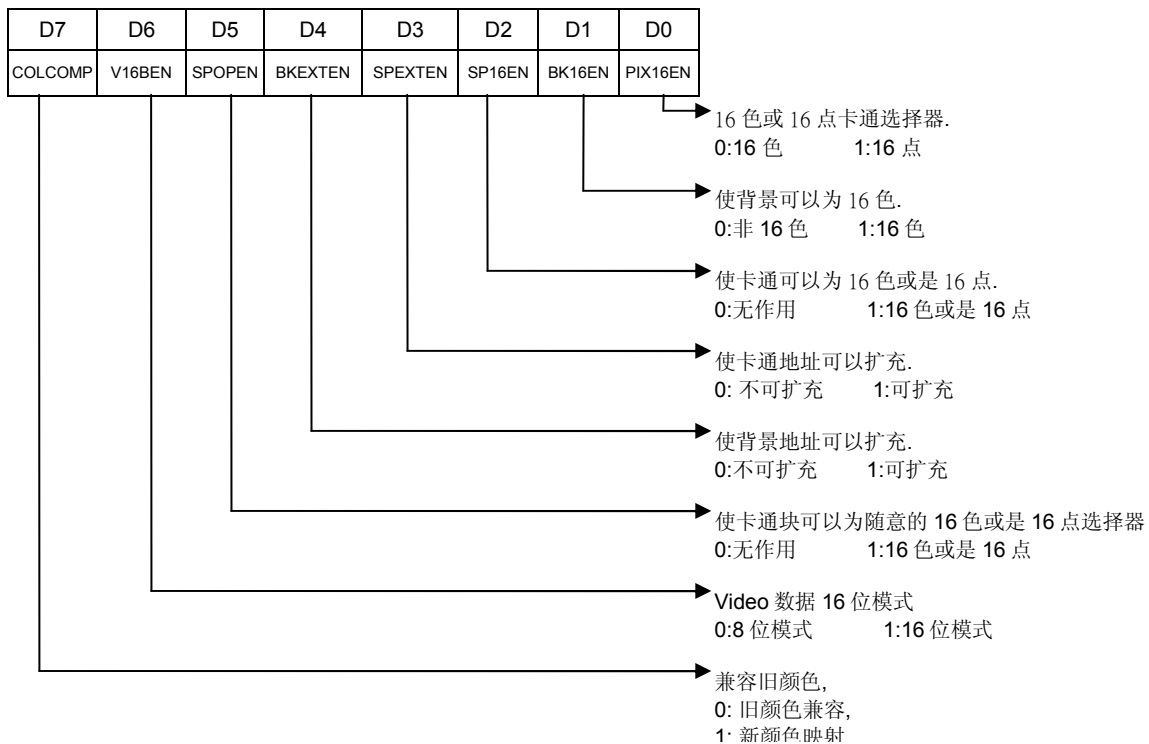 D7 D6 D5 D4 D3 D2 D1 D0
COLCOMP V16BEN SPOPEN BKEXTEN SPEXTEN SP16EN BK16EN PIX16EN
16 色或 16 点卡通选择器.
0:16 色 1:16 点
使背景可以为 16 色.
0:非 16 色 1:16 色
使卡通可以为 16 色或是 16 点.
0:无作用 1:16 色或是 16 点
使卡通地址可以扩充.
0: 不可扩充 1:可扩充
使背景地址可以扩充.
0:不可扩充 1:可扩充
使卡通块可以为随意的 16 色或是 16 点选择器
0:无作用 1:16 色或是 16 点
Video 数据 16 位模式
0:8 位模式 1:16 位模式
兼容旧颜色,
0: 旧颜色兼容,
1: 新颜色映射